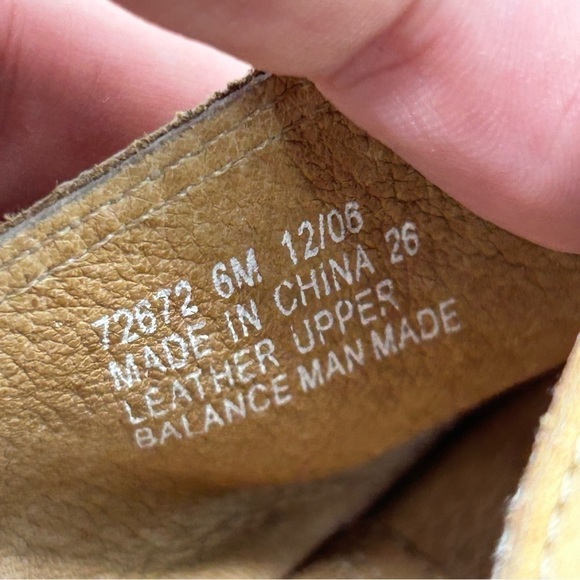 72672 6M 12/06
MADE IN CHINA 26
LEATHER UPPER
BALANCE MAN MADE